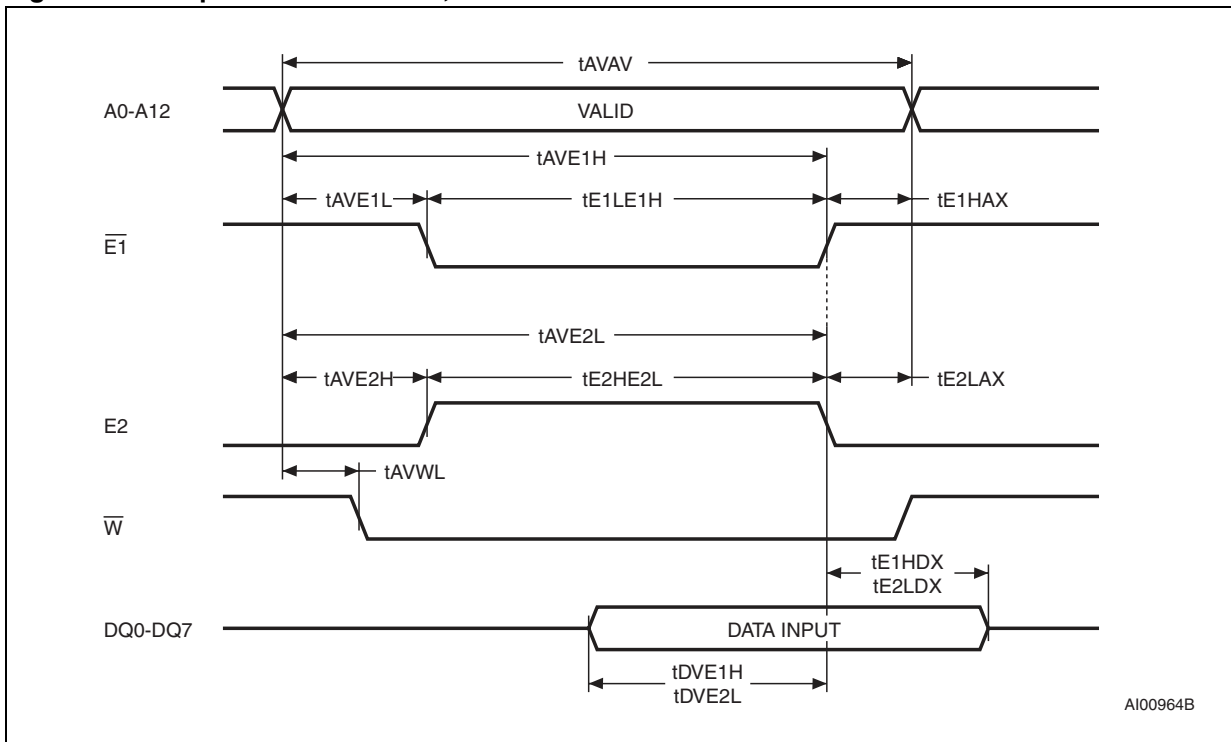 tAVAV
A0-A12 VALID
tAVE1H
tAVE1L tE1LE1H tE1HAX
E1
tAVE2L
tAVE2H tE2HE2L tE2LAX
E2
tAVWL
W
tE1HDX
tE2LDX
DQ0-DQ7 DATA INPUT
tDVE1H
tDVE2L
AI00964B